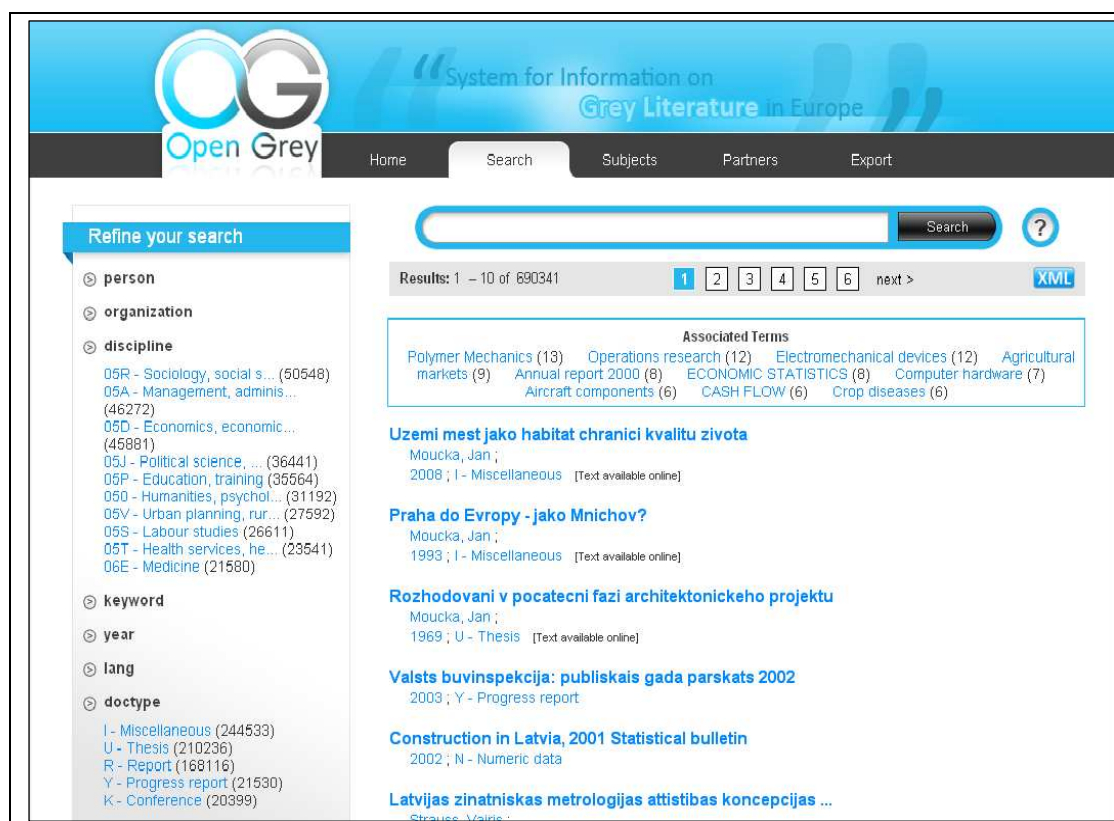 OG
Open Grey
System for Information on
Grey Literature in Europe
Home Search Subjects Partners Export
Refine your search
person
organization
discipline
05R - Sociology, social s... (50548)
05A - Management, adminis...
(46272)
05D - Economics, economic...
(45881)
05J - Political science, ... (36441)
05P - Education, training (35564)
050 - Humanities, psychol... (31192)
05V - Urban planning, rur... (27592)
05S - Labour studies (26611)
05T - Health services, he... (23541)
06E - Medicine (21580)
keyword
year
lang
doctype
I - Miscellaneous (244533)
U - Thesis (210236)
R - Report (168116)
Y - Progress report (21530)
K - Conference (20399)
Search ?
Results: 1 – 10 of 690341 1 2 3 4 5 6 next > XML
Associated Terms
Polymer Mechanics (13) Operations research (12) Electromechanical devices (12) Agricultural
markets (9) Annual report 2000 (8) ECONOMIC STATISTICS (8) Computer hardware (7)
Aircraft components (6) CASH FLOW (6) Crop diseases (6)
Uzemi mest jako habitat chranici kvalitu zivota
Moucka, Jan ;
2008 ; I - Miscellaneous [Text available online]
Praha do Evropy - jako Mnichov?
Moucka, Jan ;
1993 ; I - Miscellaneous [Text available online]
Rozhodovani v pocatecni fazi architektonickeho projektu
Moucka, Jan ;
1969 ; U - Thesis [Text available online]
Valsts buvinspekcija: publiskais gada parskats 2002
2003 ; Y - Progress report
Construction in Latvia, 2001 Statistical bulletin
2002 ; N - Numeric data
Latvijas zinatniskas metrologijas attistibas koncepcijas ...
Strauss, Vairis ;